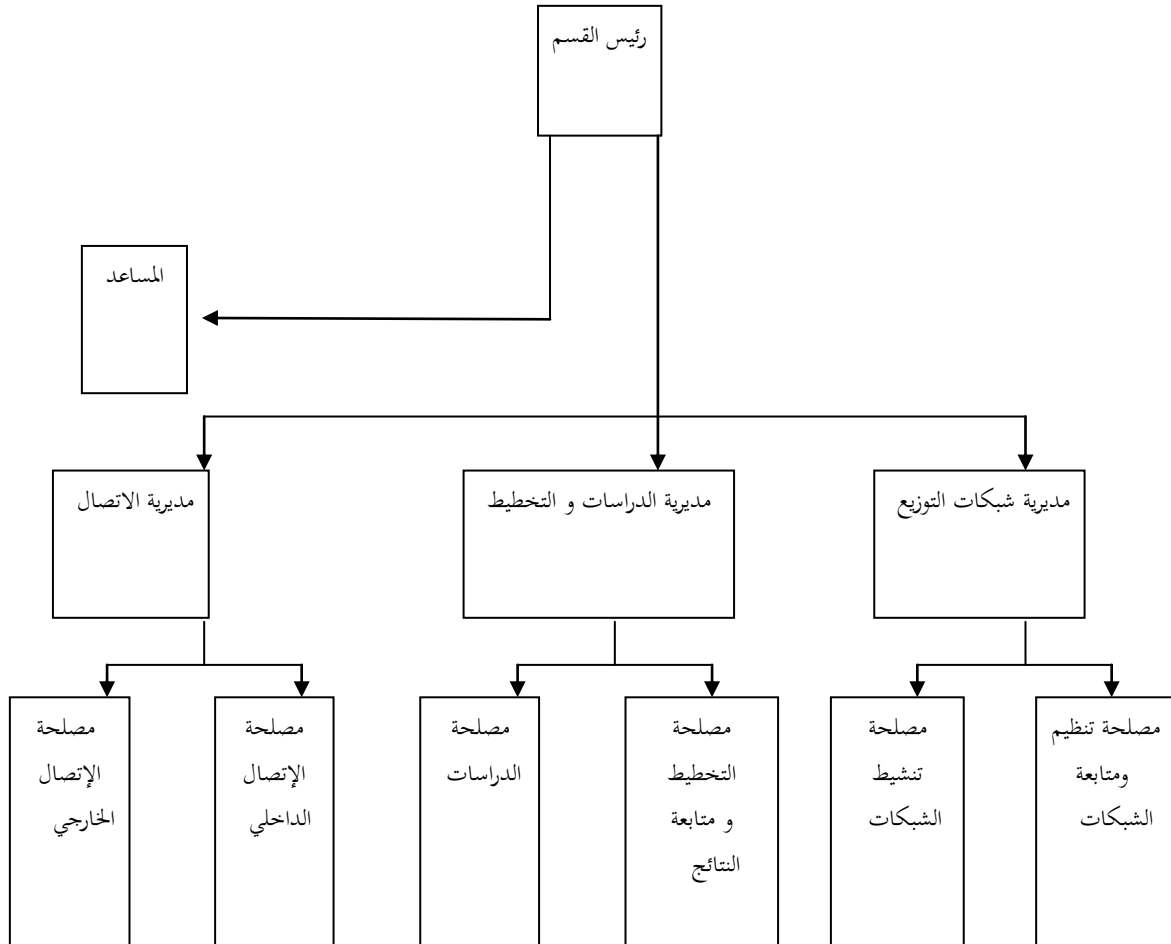 رئيس القسم
المساعد
مديرية شبكات التوزيع
مديرية الدراسات و التخطيط
مديرية الاتصال
مصلحة تنظيم
ومتابعة
الشبكات
مصلحة
تنشيط
الشبكات
مصلحة
التخطيط
و متابعة
النتائج
مصلحة
الدراسات
مصلحة
الإتصال
الداخلي
مصلحة
الإتصال
الخارجي